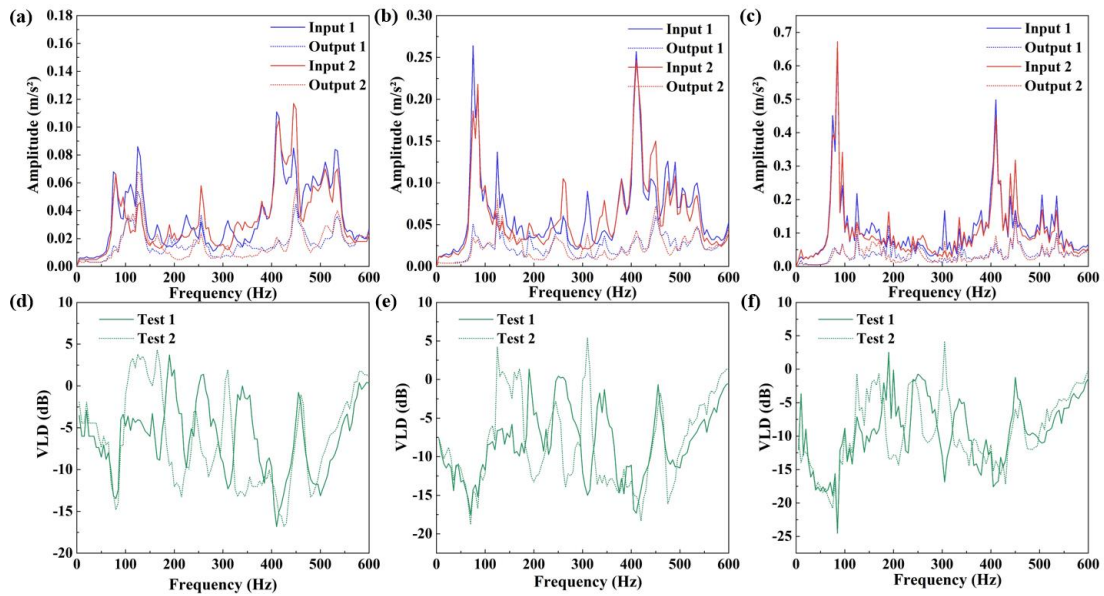 (a)
0.18
0.16
0.14
0.12
0.10
0.08
0.06
0.04
0.02
0.00
Amplitude (m/s²)
Input 1
Output 1
Input 2
Output 2
0 100 200 300 400 500 600
Frequency (Hz)
(b)
0.30
0.25
0.20
0.15
0.10
0.05
0.00
Amplitude (m/s²)
Input 1
Output 1
Input 2
Output 2
0 100 200 300 400 500 600
Frequency (Hz)
(c)
0.7
0.6
0.5
0.4
0.3
0.2
0.1
0.0
Amplitude (m/s²)
Input 1
Output 1
Input 2
Output 2
0 100 200 300 400 500 600
Frequency (Hz)
(d)
10
5
0
-5
-10
-15
-20
VLD (dB)
Test 1
Test 2
0 100 200 300 400 500 600
Frequency (Hz)
(e)
10
5
0
-5
-10
-15
-20
VLD (dB)
Test 1
Test 2
0 100 200 300 400 500 600
Frequency (Hz)
(f)
10
5
0
-5
-10
-15
-20
-25
VLD (dB)
Test 1
Test 2
0 100 200 300 400 500 600
Frequency (Hz)